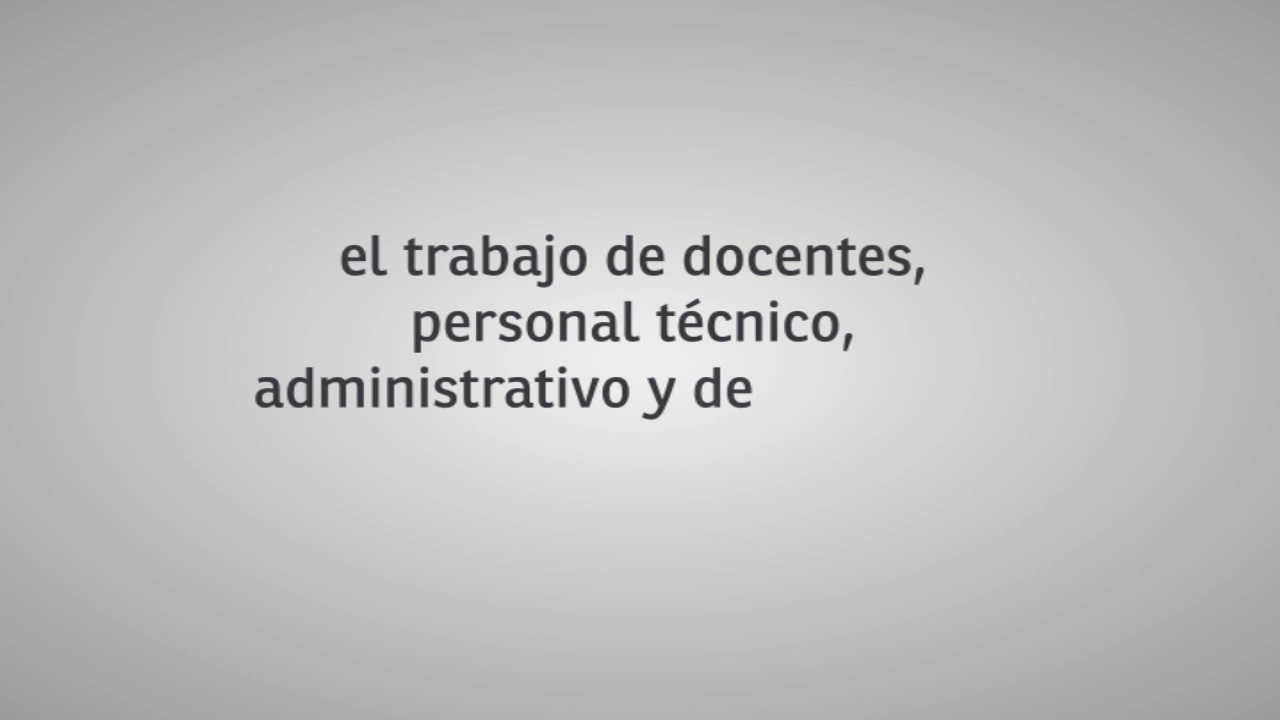 el trabajo de docentes,
personal técnico,
administrativo y de